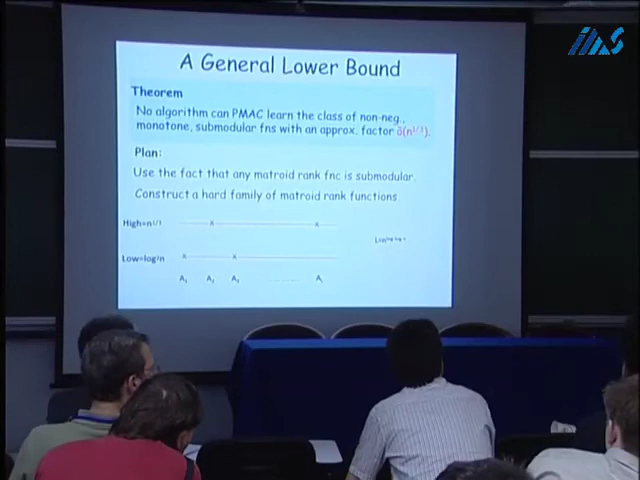 ims
A General Lower Bound
Theorem
No algorithm can PMAC learn the class of non-neg.,
monotone, submodular fns with an approx. factor õ(n^1/3).
Plan:
Use the fact that any matroid rank fnc is submodular.
Construct a hard family of matroid rank functions.
High=n^1/3
X X
Low=log²n
X X
A₁ A₂ A₃ ........... A